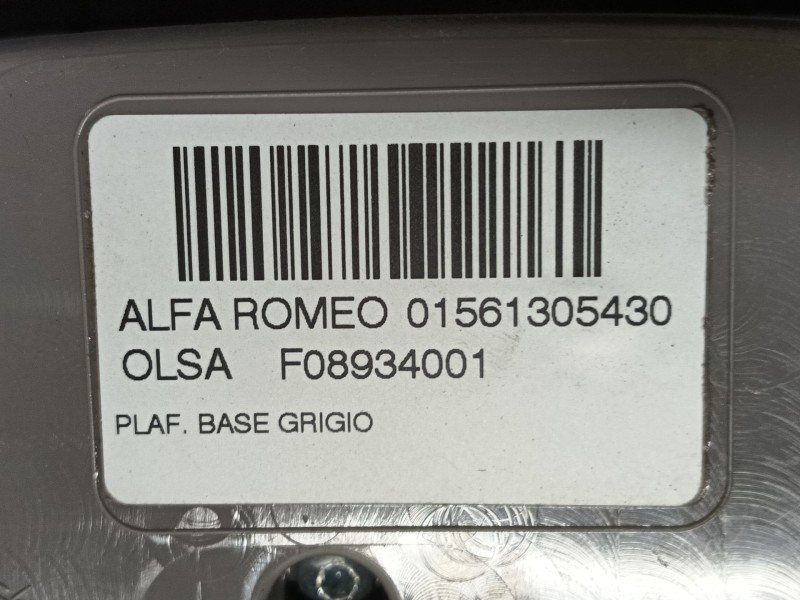 ALFA ROMEO 01561305430
OLSA F08934001
PLAF. BASE GRIGIO